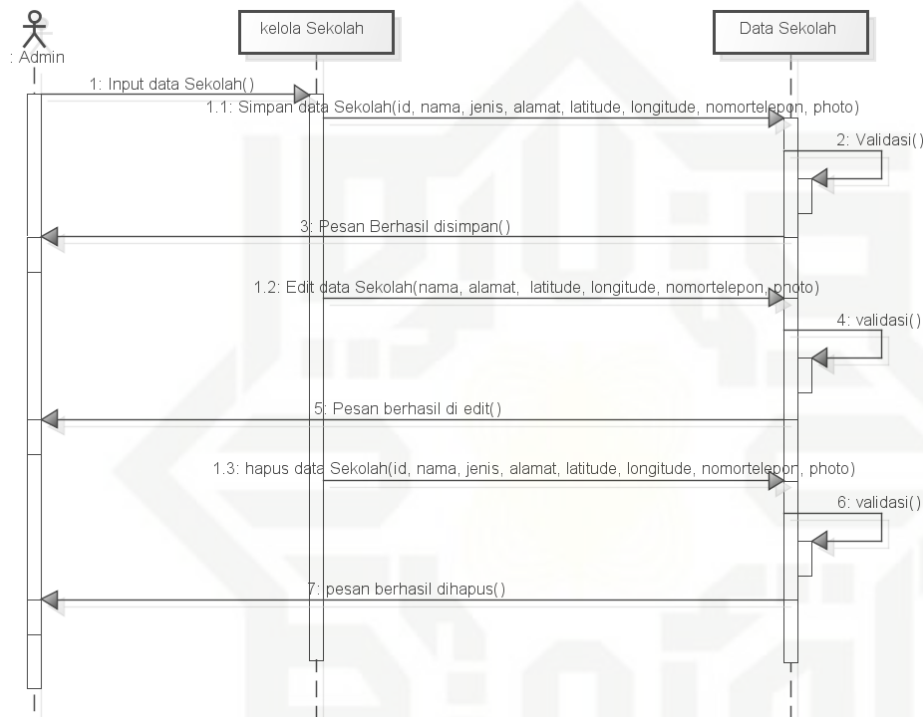 : Admin
kelola Sekolah
Data Sekolah
1: Input data Sekolah()
1.1: Simpan data Sekolah(id, nama, jenis, alamat, latitude, longitude, nomortelepon, photo)
2: Validasi()
3: Pesan Berhasil disimpan()
1.2: Edit data Sekolah(nama, alamat, latitude, longitude, nomortelepon, photo)
4: validasi()
5: Pesan berhasil di edit()
1.3: hapus data Sekolah(id, nama, jenis, alamat, latitude, longitude, nomortelepon, photo)
6: validasi()
7: pesan berhasil dihapus()